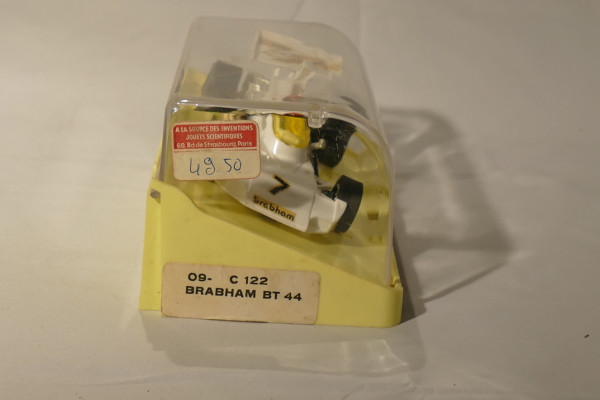 A LA SOURCE DES INVENTIONS
JOUETS SCIENTIFIQUES
60, Bd de Strasbourg, Paris
49.50
7
brabham
09- C 122
BRABHAM BT 44